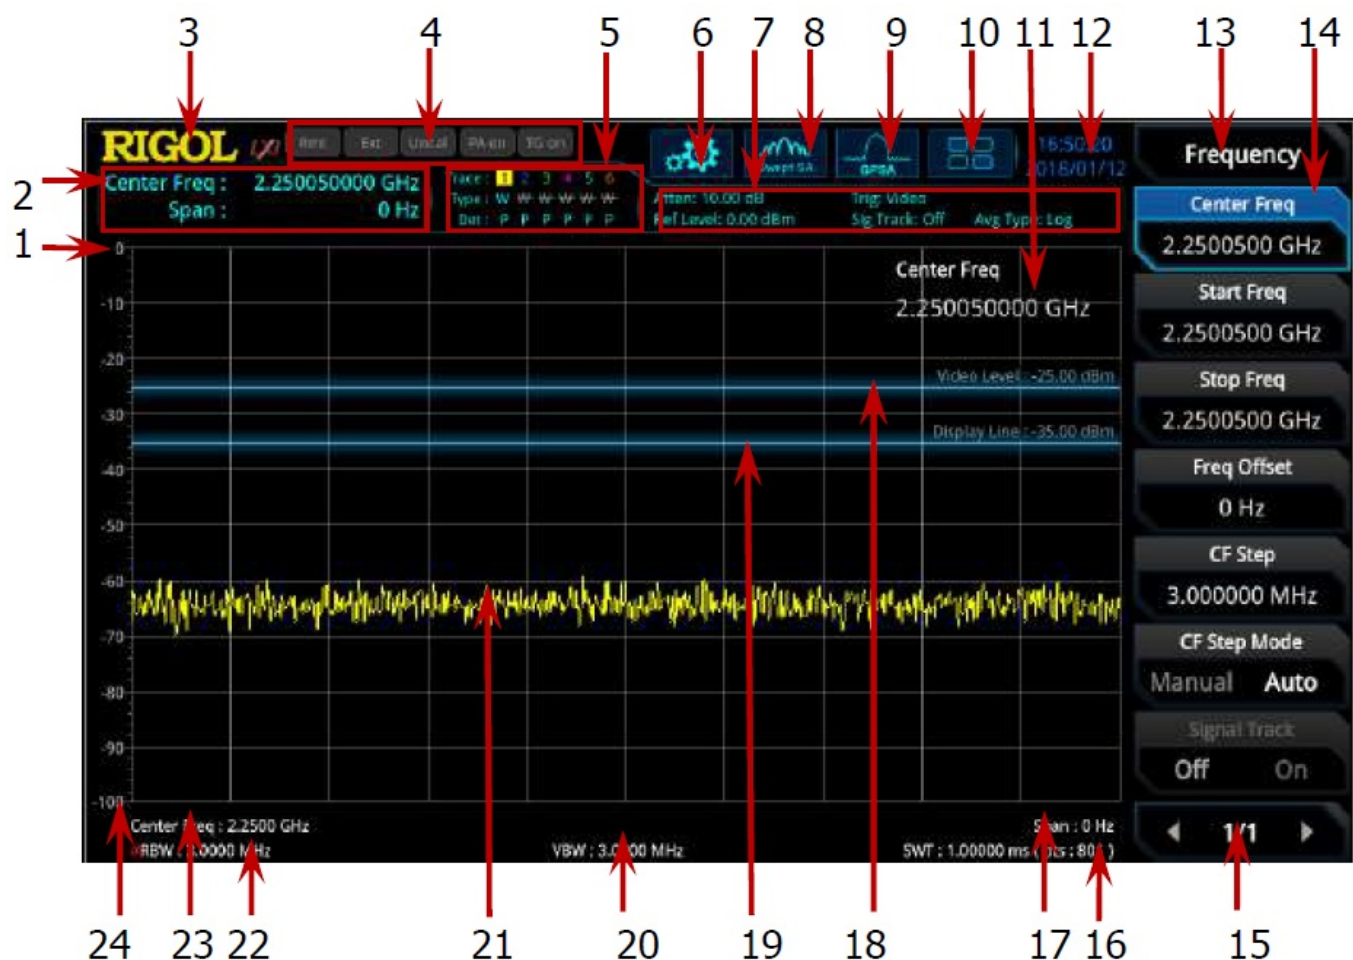 3 4 5 6 7 8 9 10 11 12 13 14
RIGOL LXI Rmt Ext Uncal PA on TG on Swept SA GPSA 16:50:20 Frequency
2018/01/12
2 Center Freq : 2.250050000 GHz
Span : 0 Hz
Trace : 1 2 3 4 5 6
Type : W W W W W W
Det : P P P P P P
Atten: 10.00 dB Trig: Video
Ref Level: 0.00 dBm Sig Track: Off Avg Type: Log
1
0
-10
-20
-30
-40
-50
-60
-70
-80
-90
-100
Center Freq
2.250050000 GHz
Video Level : -25.00 dBm
Display Line : -35.00 dBm
Center Freq : 2.2500 GHz Span : 0 Hz
RBW : 3.0000 MHz VBW : 3.0000 MHz SWT : 1.00000 ms ( pts : 801 )
Center Freq
2.2500500 GHz
Start Freq
2.2500500 GHz
Stop Freq
2.2500500 GHz
Freq Offset
0 Hz
CF Step
3.000000 MHz
CF Step Mode
Manual Auto
Signal Track
Off On
1/1
24 23 22 21 20 19 18 17 16 15